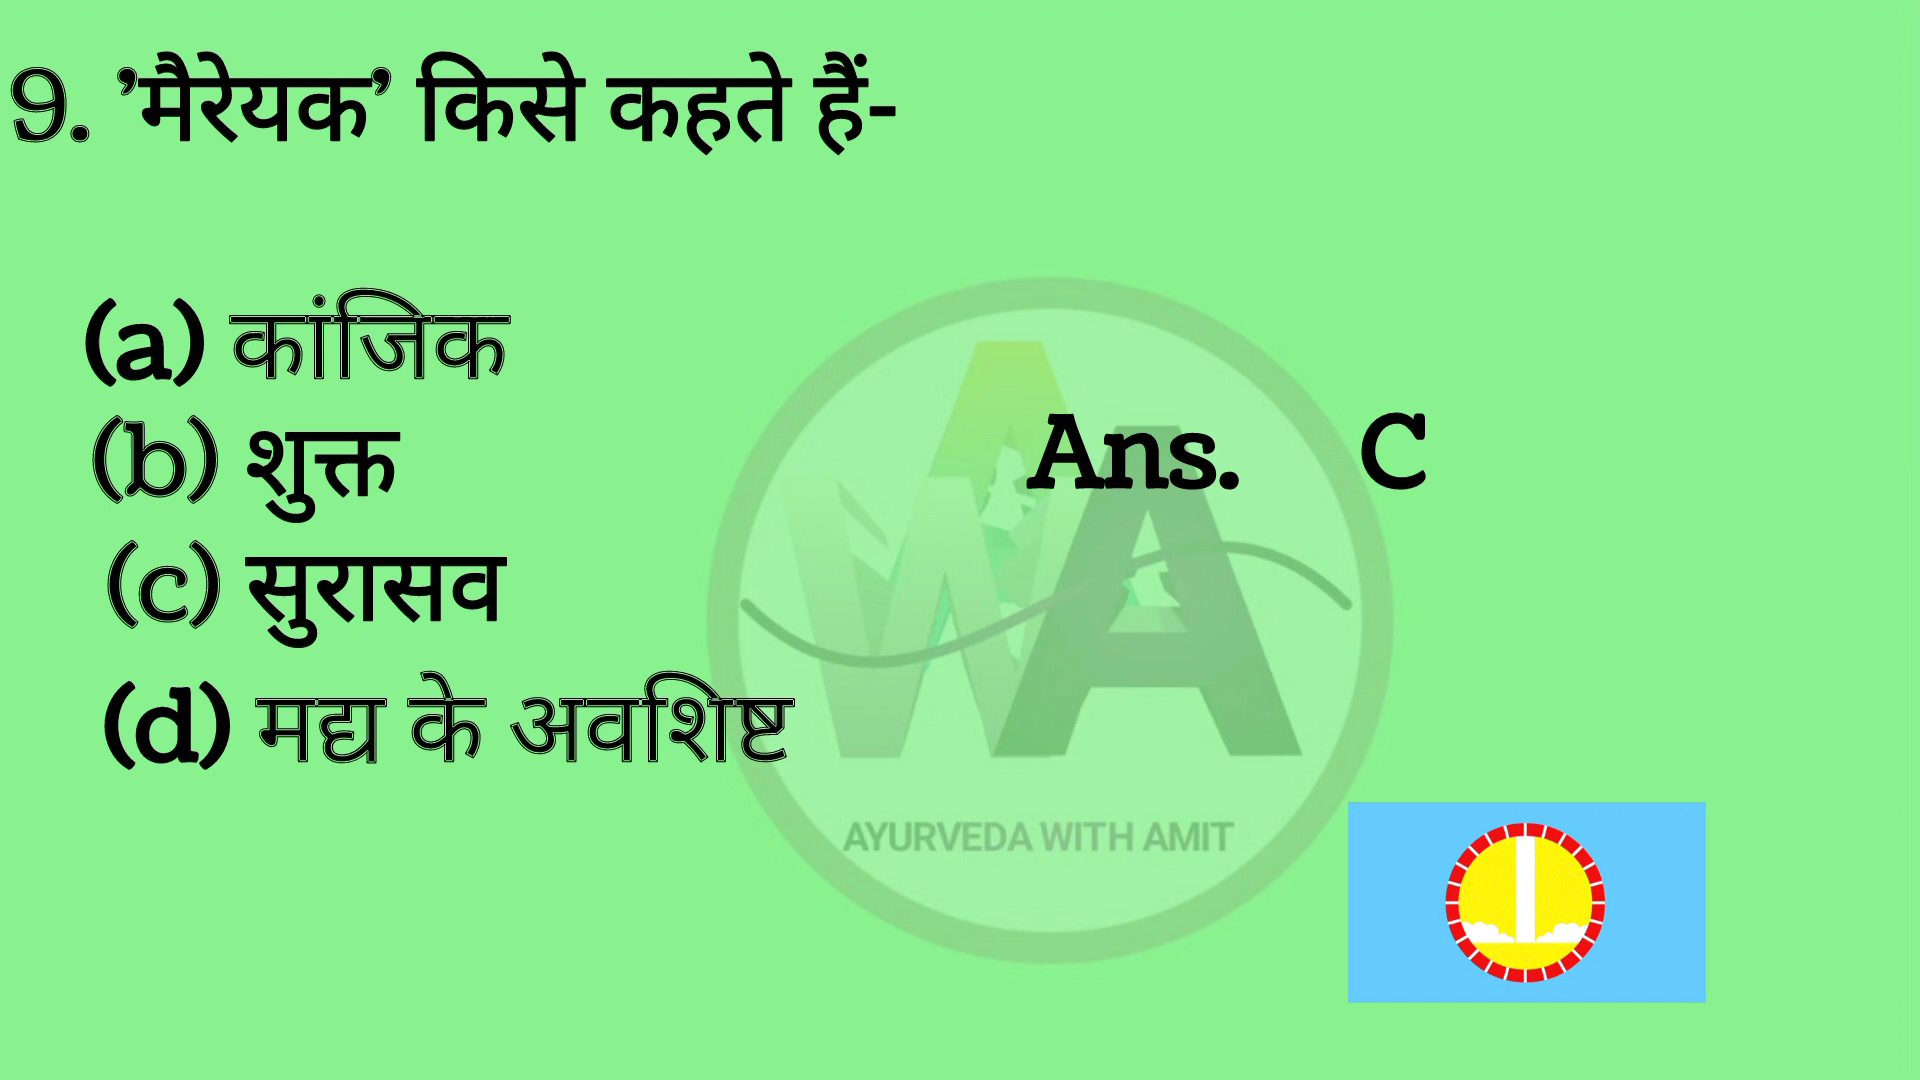 9. ’मैरेयक’ किसे कहते हैं-
(a) कांजिक
(b) शुक्त
Ans. C
(c) सुरासव
(d) मद्य के अवशिष्ट
WA
AYURVEDA WITH AMIT